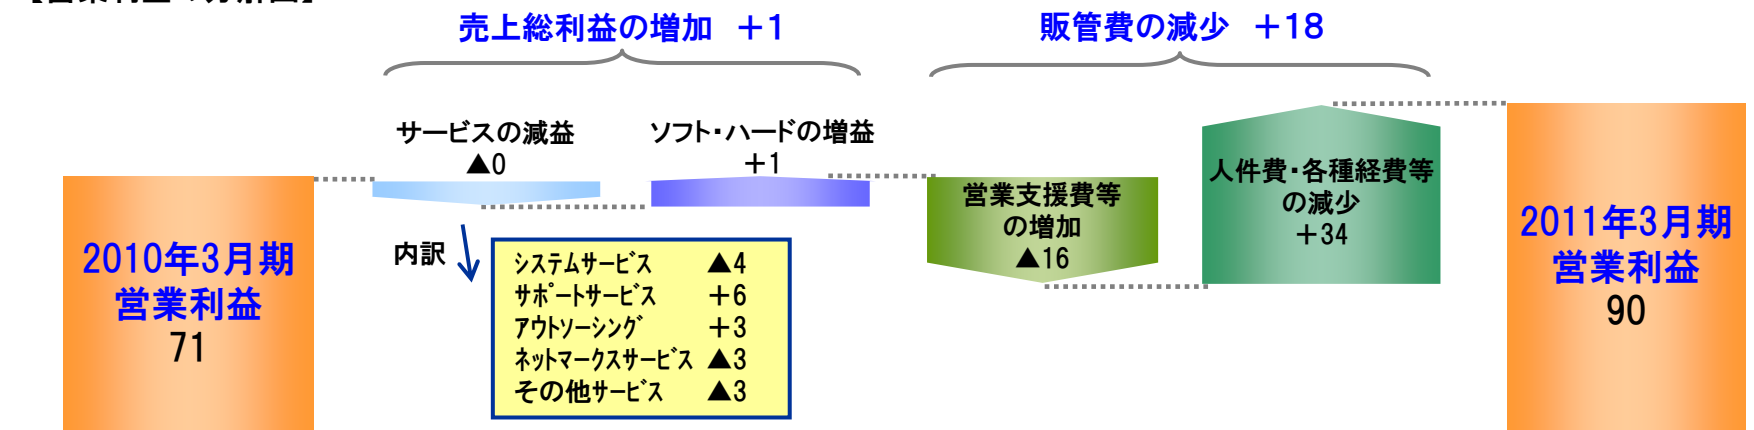 売上総利益の増加 +1
販管費の減少 +18
サービスの減益
▲0
ソフト・ハードの増益
+1
2010年3月期
営業利益
71
内訳
システムサービス ▲4
サポートサービス +6
アウトソーシング +3
ネットマークスサービス ▲3
その他サービス ▲3
営業支援費等
の増加
▲16
人件費・各種経費等
の減少
+34
2011年3月期
営業利益
90